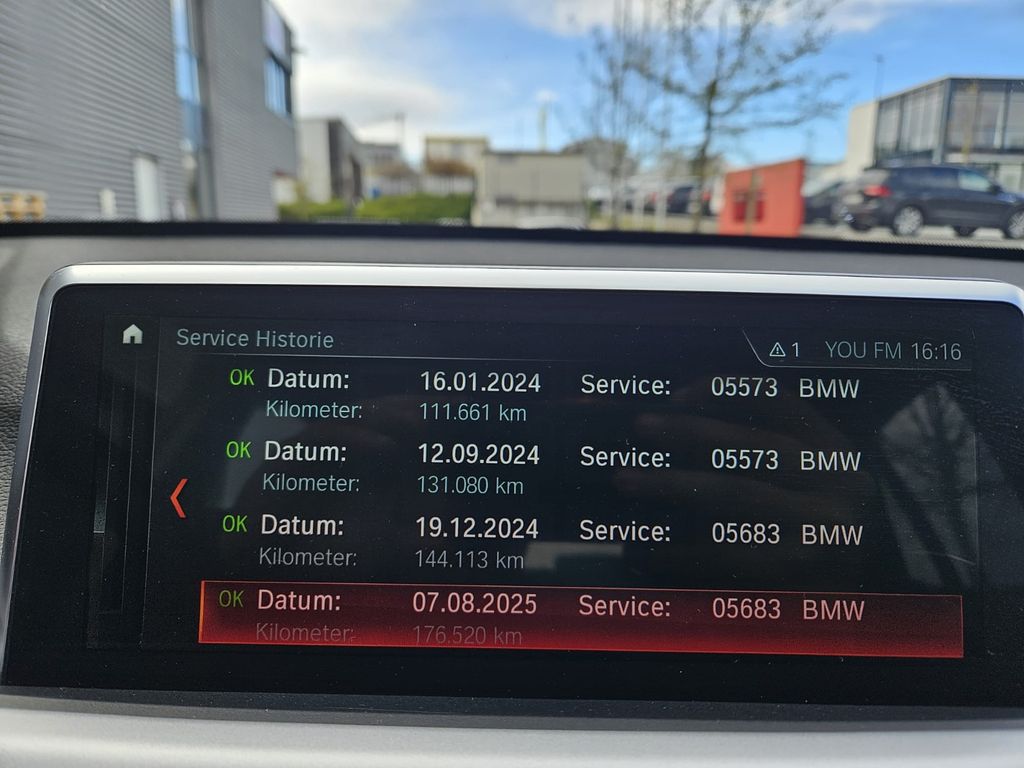 Service Historie
1 YOU FM 16:16
OK Datum: 16.01.2024 Service: 05573 BMW
Kilometer: 111.661 km
OK Datum: 12.09.2024 Service: 05573 BMW
Kilometer: 131.080 km
OK Datum: 19.12.2024 Service: 05683 BMW
Kilometer: 144.113 km
OK Datum: 07.08.2025 Service: 05683 BMW
Kilometer: 176.520 km